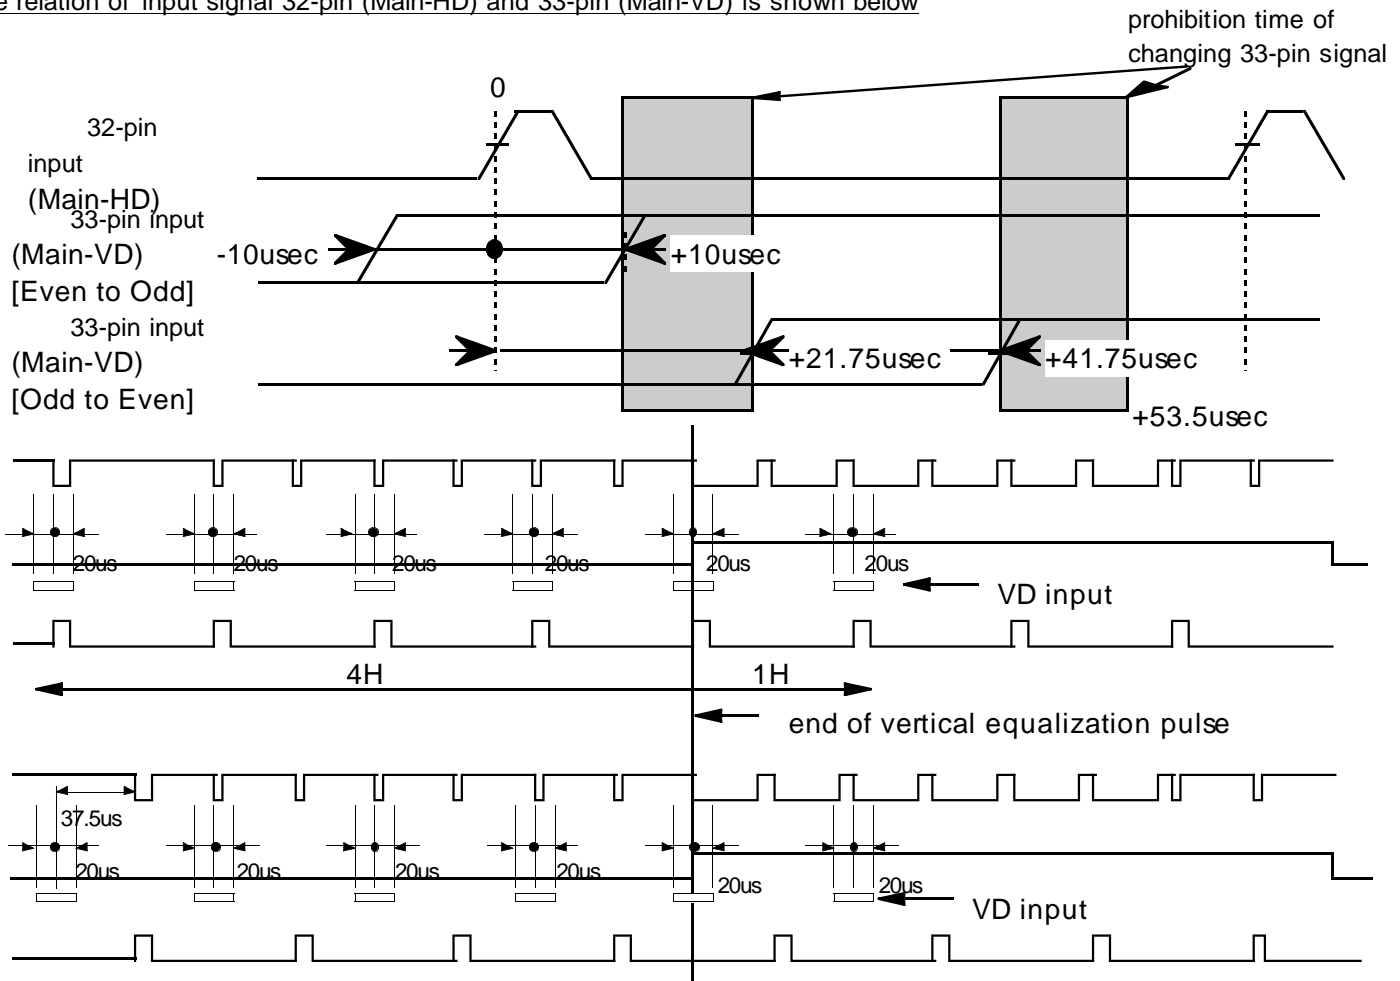 e relation of input signal 32-pin (Main-HD) and 33-pin (Main-VD) is shown below
prohibition time of
changing 33-pin signal
0
32-pin
input
(Main-HD)
33-pin input
(Main-VD)
[Even to Odd]
-10usec
+10usec
33-pin input
(Main-VD)
[Odd to Even]
+21.75usec
+41.75usec
+53.5usec
20us
20us
20us
20us
20us
20us
VD input
4H
1H
end of vertical equalization pulse
37.5us
20us
20us
20us
20us
20us
20us
VD input